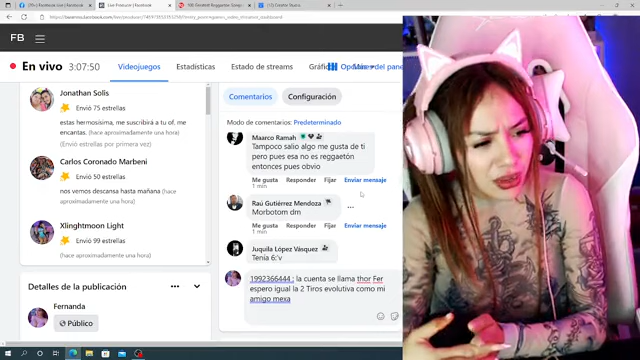 Live Producer | Facebook
FB
En vivo
3:07:50
Videojuegos
Estadísticas
Estado de streams
Comentarios
Configuración
Modo de comentarios: Predeterminado
Jonathan Solis
Envió 75 estrellas
estas hermosísima, me suscribirá a tu of, me
encantas. (hace aproximadamente una hora)
(Envió estrellas por primera vez)
Carlos Coronado Marbeni
Envió 50 estrellas
nos vemos descansa hasta mañana (hace
aproximadamente una hora)
Xlinghtmoon Light
Envió 99 estrellas
(hace aproximadamente una hora)
Detalles de la publicación
Fernanda
Público
Maarco Ramah
Tampoco salio algo me gusta de ti
pero pues esa no es reggaetón
entonces pues obvio
Me gusta Responder Fijar Enviar mensaje
1 min
Raú Gutiérrez Mendoza
Morbotom dm
Me gusta Responder Fijar Enviar mensaje
1 min
Juquila López Vásquez
Tenía 6:'v
1992366444 : la cuenta se llama thor Fer
espero igual la 2 Tiros evolutiva como mi
amigo mexa